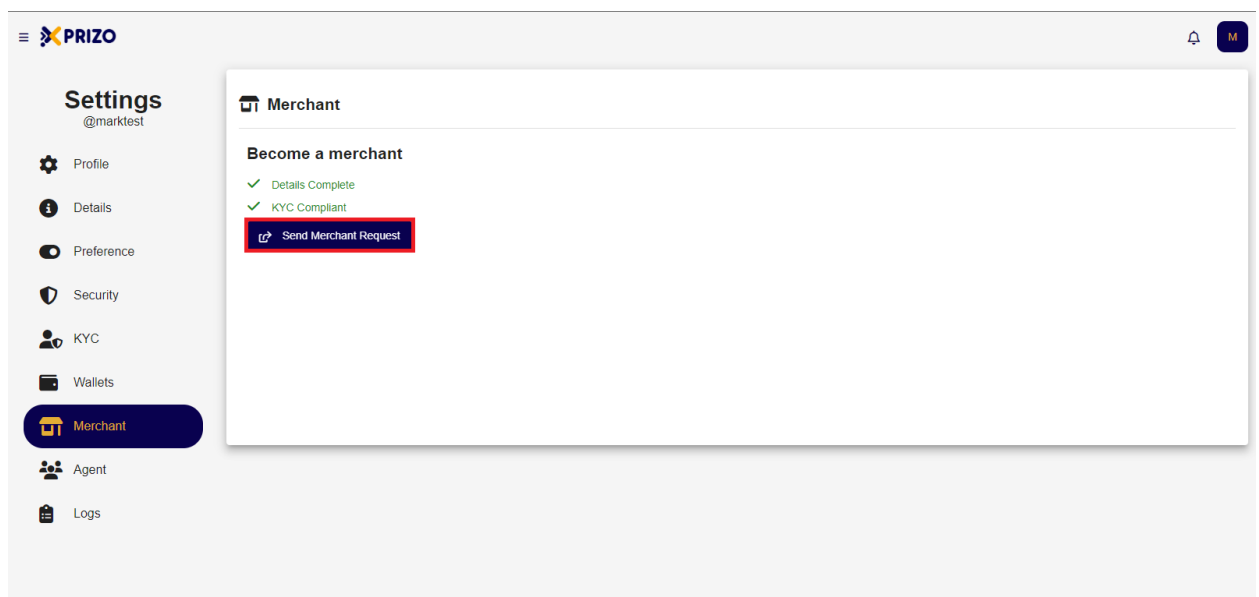 XPRIZO
M
Settings
@marktest
Profile
Details
Preference
Security
KYC
Wallets
Merchant
Agent
Logs
Merchant
Become a merchant
Details Complete
KYC Compliant
Send Merchant Request